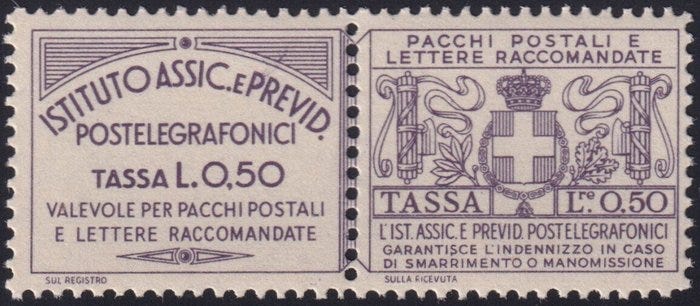 ISTITUTO ASSIC. E PREVID.
POSTELEGRAFONICI
TASSA L. 0,50
VALEVOLE PER PACCHI POSTALI
E LETTERE RACCOMANDATE
SUL REGISTRO
PACCHI POSTALI E
LETTERE RACCOMANDATE
TASSA Lre 0.50
L'IST. ASSIC. E PREVID. POSTELEGRAFONICI
GARANTISCE L'INDENNIZZO IN CASO
DI SMARRIMENTO O MANOMISSIONE
SULLA RICEVUTA